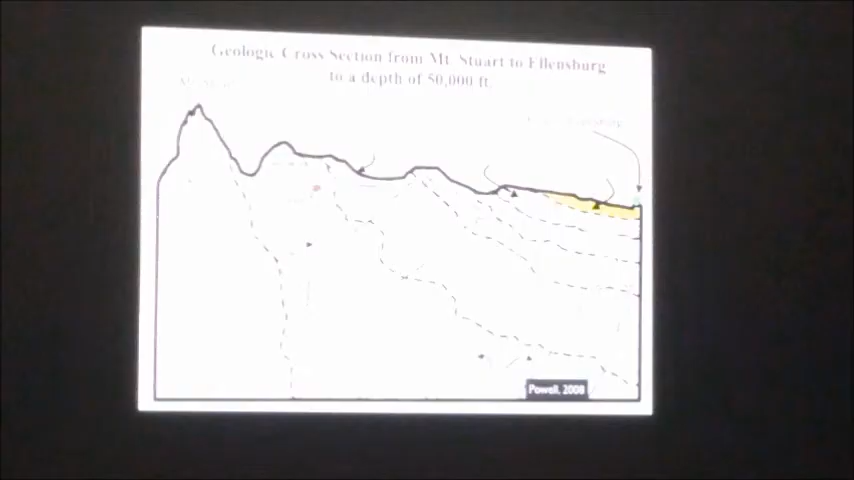 Geologic Cross Section from Mt. Stuart to Ellensburg
to a depth of 50,000 ft.
Powell, 2008